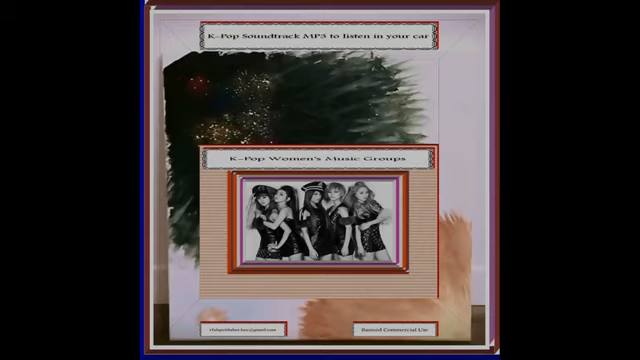 K-Pop Soundtrack MP3 to listen in your car
K-Pop Women's Music Groups
Banned Commercial Use